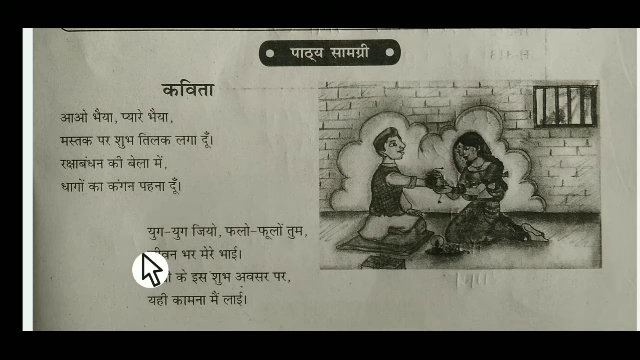 पाठ्य सामग्री
कविता
आओ भैया, प्यारे भैया,
मस्तक पर शुभ तिलक लगा दूँ।
रक्षाबंधन की बेला में,
धागों का कंगन पहना दूँ।
युग-युग जियो, फलो-फूलों तुम,
भर मेरे भाई।
के इस शुभ अवसर पर,
यही कामना मैं लाई।